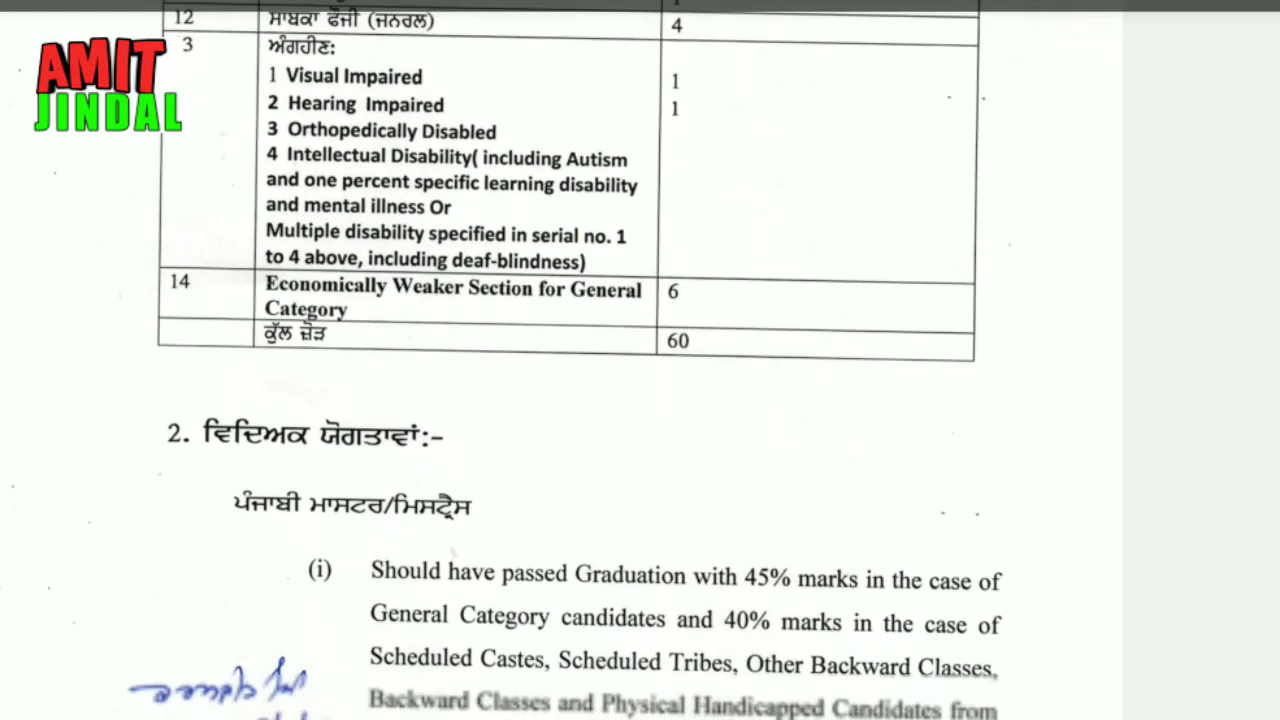 12 ਸਾਬਕਾ ਫੌਜੀ (ਜਨਰਲ) 4
AMIT
JINDAL
3 ਅੰਗਹੀਣ:
1 Visual Impaired 1
2 Hearing Impaired 1
3 Orthopedically Disabled
4 Intellectual Disability( including Autism
and one percent specific learning disability
and mental illness Or
Multiple disability specified in serial no. 1
to 4 above, including deaf-blindness)
14 Economically Weaker Section for General 6
Category
ਕੁੱਲ ਜੋੜ 60
2. ਵਿਦਿਅਕ ਯੋਗਤਾਵਾਂ:-
ਪੰਜਾਬੀ ਮਾਸਟਰ/ਮਿਸਟ੍ਰੈਸ
(i) Should have passed Graduation with 45% marks in the case of
General Category candidates and 40% marks in the case of
Scheduled Castes, Scheduled Tribes, Other Backward Classes,
Backward Classes and Physical Handicapped Candidates from